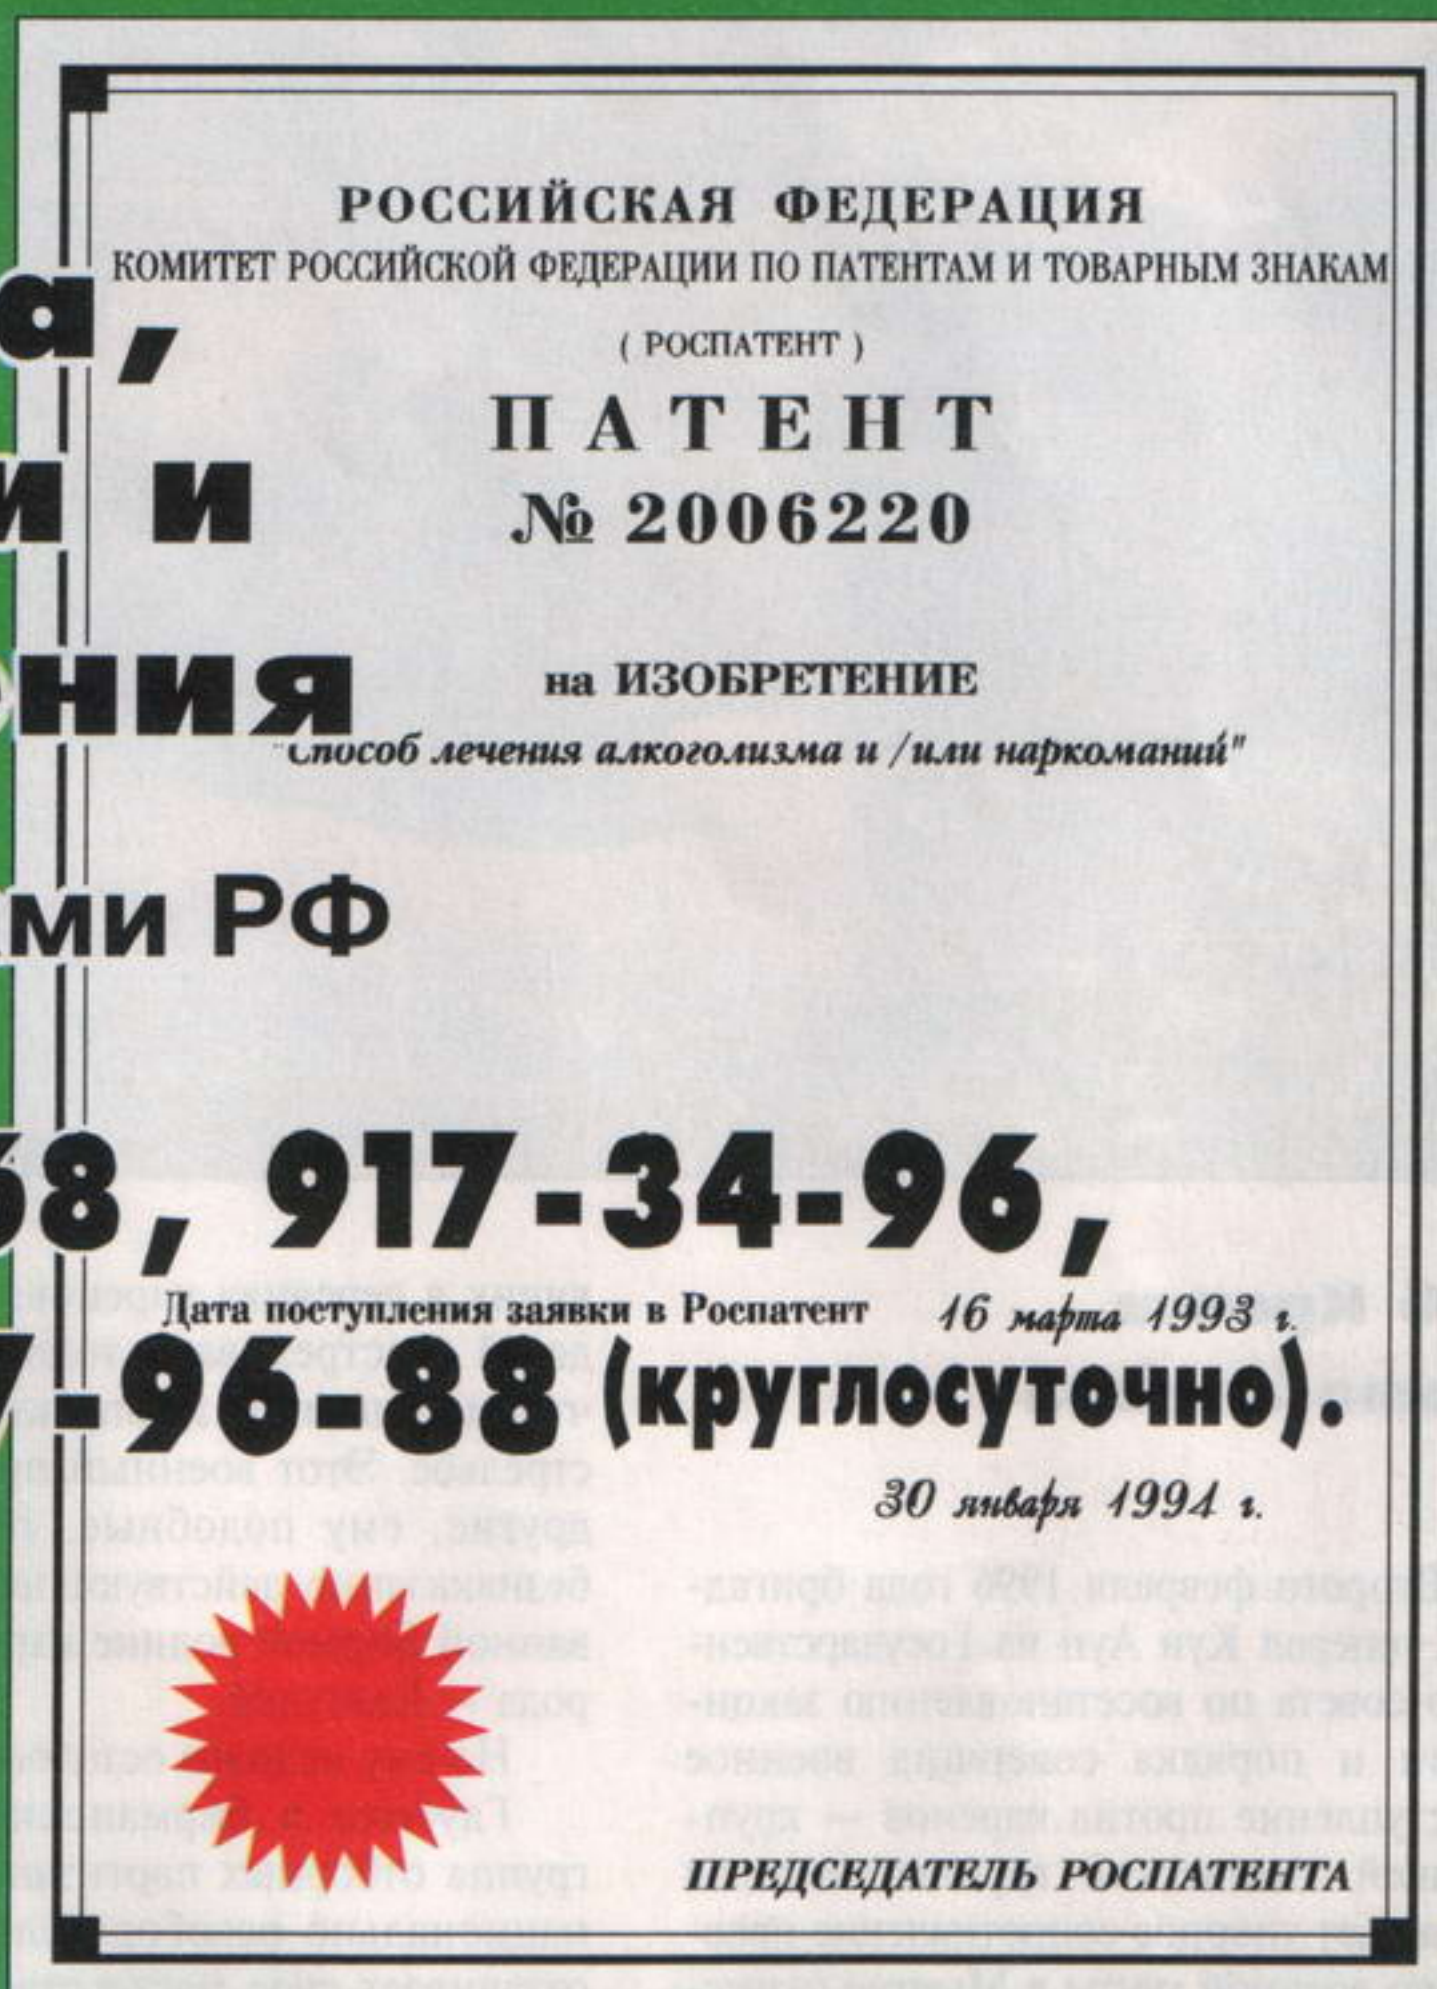 РОССИЙСКАЯ ФЕДЕРАЦИЯ
КОМИТЕТ РОССИЙСКОЙ ФЕДЕРАЦИИ ПО ПАТЕНТАМ И ТОВАРНЫМ ЗНАКАМ
а,
( РОСПАТЕНТ )
ПАТЕНТ
и и
№ 2006220
ния
на ИЗОБРЕТЕНИЕ
"Способ лечения алкоголизма и /или наркоманий"
ми РФ
68, 917-34-96,
Дата поступления заявки в Роспатент 16 марта 1993 г.
7-96-88 (круглосуточно).
30 января 1994 г.
ПРЕДСЕДАТЕЛЬ РОСПАТЕНТА